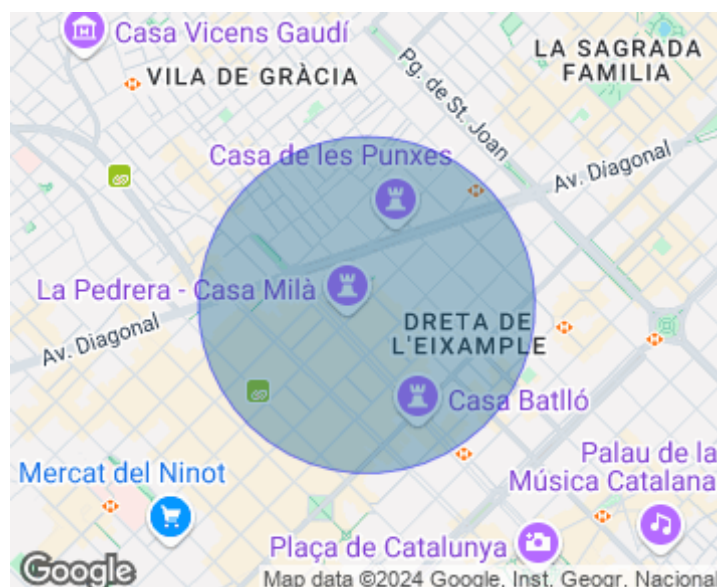 Casa Vicens Gaudí
LA SAGRADA
FAMILIA
VILA DE GRÀCIA
Pg. de St. Joan
Casa de les Punxes
Av. Diagonal
La Pedrera - Casa Milà
DRETA DE
L'EIXAMPLE
Av. Diagonal
Casa Batlló
Mercat del Ninot
Palau de la
Música Catalana
Plaça de Catalunya
Google
Map data ©2024 Google, Inst. Geogr. Nacional